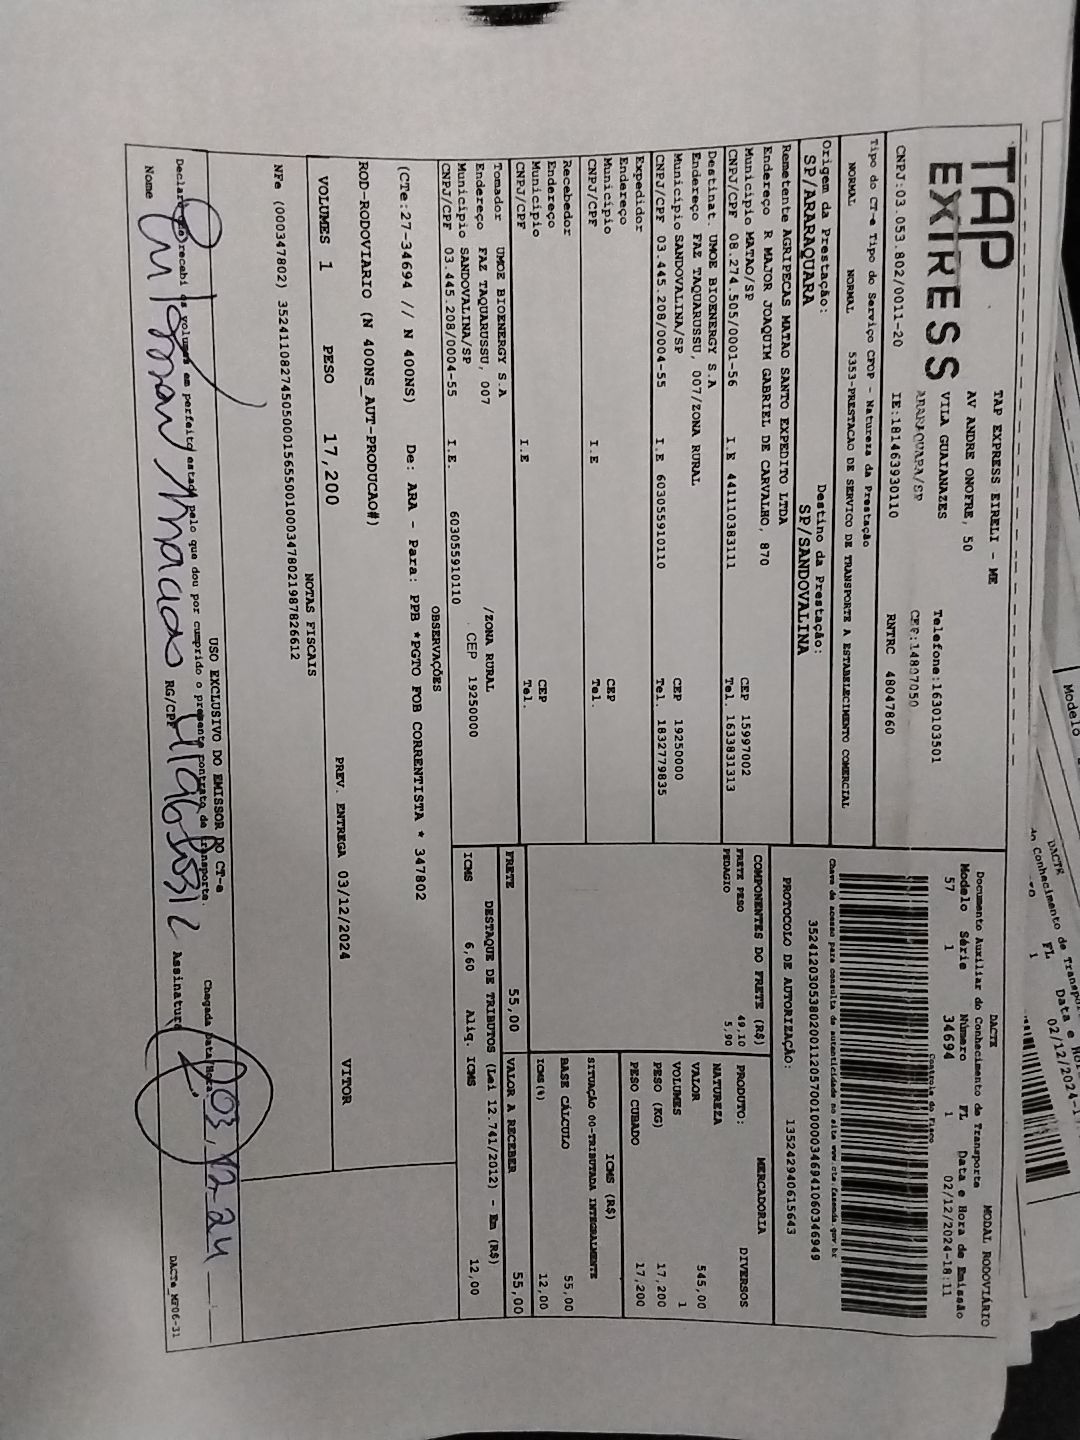 TAP
EXPRESS
TAP EXPRESS EIRELI - ME
AV ANDRE ONOFRE, 50
VILA GUAIANAZES
ARARAQUARA/SP
Telefone:1630103501
CEP:14807050
CNPJ:03.053.802/0011-20 IE:181463930110 RNTRC 48047860
Tipo do CT-e Tipo do Serviço CFOP - Natureza da Prestação
NORMAL NORMAL 5353-PRESTACAO DE SERVICO DE TRANSPORTE A ESTABELECIMENTO COMERCIAL
Origem da Prestação: Destino da Prestação:
SP/ARARAQUARA SP/SANDOVALINA
DACTE MODAL RODOVIÁRIO
Documento Auxiliar do Conhecimento de Transporte
Modelo Série Número FL Data e Hora de Emissão
57 1 34694 1 02/12/2024-18:11
Controle do Fisco
Chave de acesso para consulta de autenticidade no site www.cte.fazenda.gov.br
35241203053802001120570010000346941060346949
PROTOCOLO DE AUTORIZAÇÃO: 135242940615643
Remetente AGRIPECAS MATAO SANTO EXPEDITO LTDA
Endereço R MAJOR JOAQUIM GABRIEL DE CARVALHO, 870
Município MATAO/SP CEP 15997002
CNPJ/CPF 08.274.505/0001-56 I.E 441110383111 Tel. 1633831313
Destinat. UMOE BIOENERGY S.A
Endereço FAZ TAQUARUSSU, 007/ZONA RURAL
Município SANDOVALINA/SP CEP 19250000
CNPJ/CPF 03.445.208/0004-55 I.E 603055910110 Tel. 1832779835
Expedidor
Endereço
Município CEP
CNPJ/CPF I.E Tel.
Recebedor
Endereço
Município CEP
CNPJ/CPF I.E Tel.
Tomador UMOE BIOENERGY S.A
Endereço FAZ TAQUARUSSU, 007 /ZONA RURAL
Município SANDOVALINA/SP CEP 19250000
CNPJ/CPF 03.445.208/0004-55 I.E. 603055910110
COMPONENTES DO FRETE (R$)
FRETE PESO 49,10
PEDAGIO 5,90
MERCADORIA
PRODUTO: DIVERSOS
NATUREZA
VALOR 545,00
VOLUMES 1
PESO (KG) 17,200
PESO CUBADO 17,200
ICMS (R$)
SITUAÇÃO 00-TRIBUTADA INTEGRALMENTE
BASE CÁLCULO 55,00
ICMS(%) 12,00
FRETE 55,00 VALOR A RECEBER 55,00
DESTAQUE DE TRIBUTOS (Lei 12.741/2012) - Em (R$)
ICMS 6,60 Aliq. ICMS 12,00
OBSERVAÇÕES
(CTe:27-34694 // N 400NS) De: ARA - Para: PPB *PGTO FOB CORRENTISTA * 347802
ROD-RODOVIARIO (N 400NS_AUT-PRODUCAO#)
VOLUMES 1 PESO 17,200 PREV. ENTREGA 03/12/2024 VITOR
NOTAS FISCAIS
NFe (000347802) 35241108274505000156550010003478021987826612
USO EXCLUSIVO DO EMISSOR DO CT-e
Declaro que recebi os volumes em perfeito estado pelo que dou por cumprido o presente contrato de transporte.
Chegada Data/Hora 03,12-24
Nome RG/CPF Assinatura
DACTe_MF06-31
Modelo
DACTE
FL Data e
1 02/12/2024-1